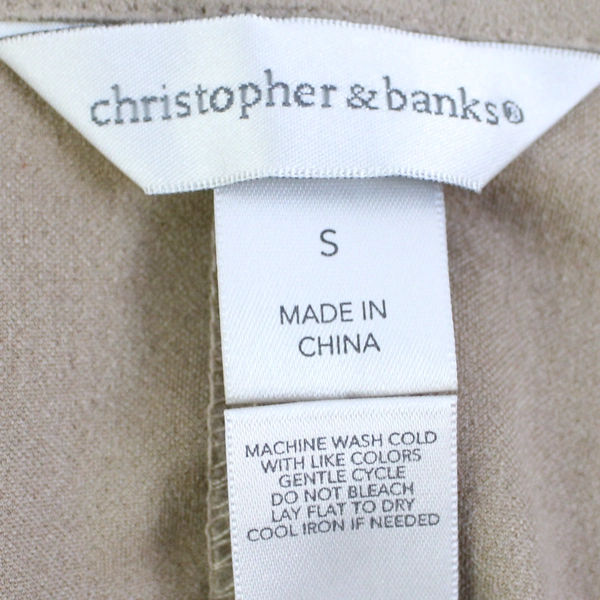 christopher & banks®
S
MADE IN
CHINA
MACHINE WASH COLD
WITH LIKE COLORS
GENTLE CYCLE
DO NOT BLEACH
LAY FLAT TO DRY
COOL IRON IF NEEDED